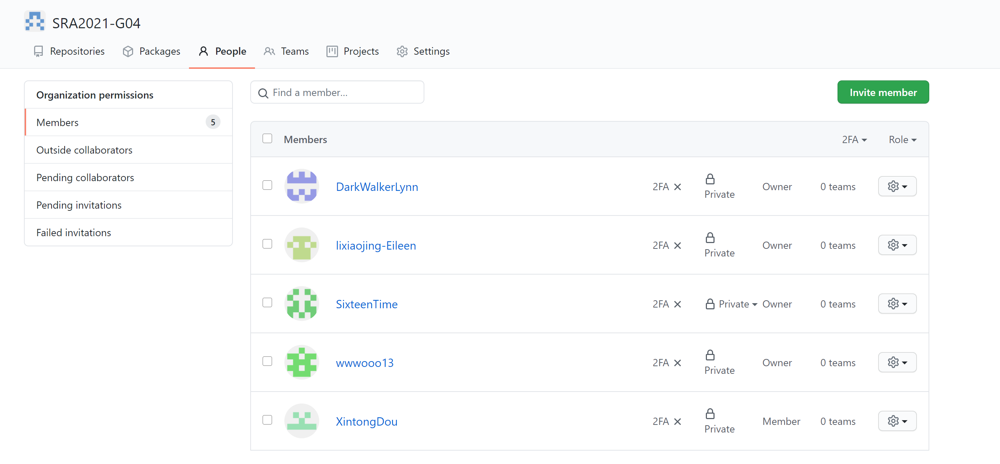 SRA2021-G04
Repositories Packages People Teams Projects Settings
Organization permissions
Members 5
Outside collaborators
Pending collaborators
Pending invitations
Failed invitations
Find a member...
Invite member
Members 2FA Role
DarkWalkerLynn 2FA Private Owner 0 teams
lixiaojing-Eileen 2FA Private Owner 0 teams
SixteenTime 2FA Private Owner 0 teams
wwwooo13 2FA Private Owner 0 teams
XintongDou 2FA Private Member 0 teams